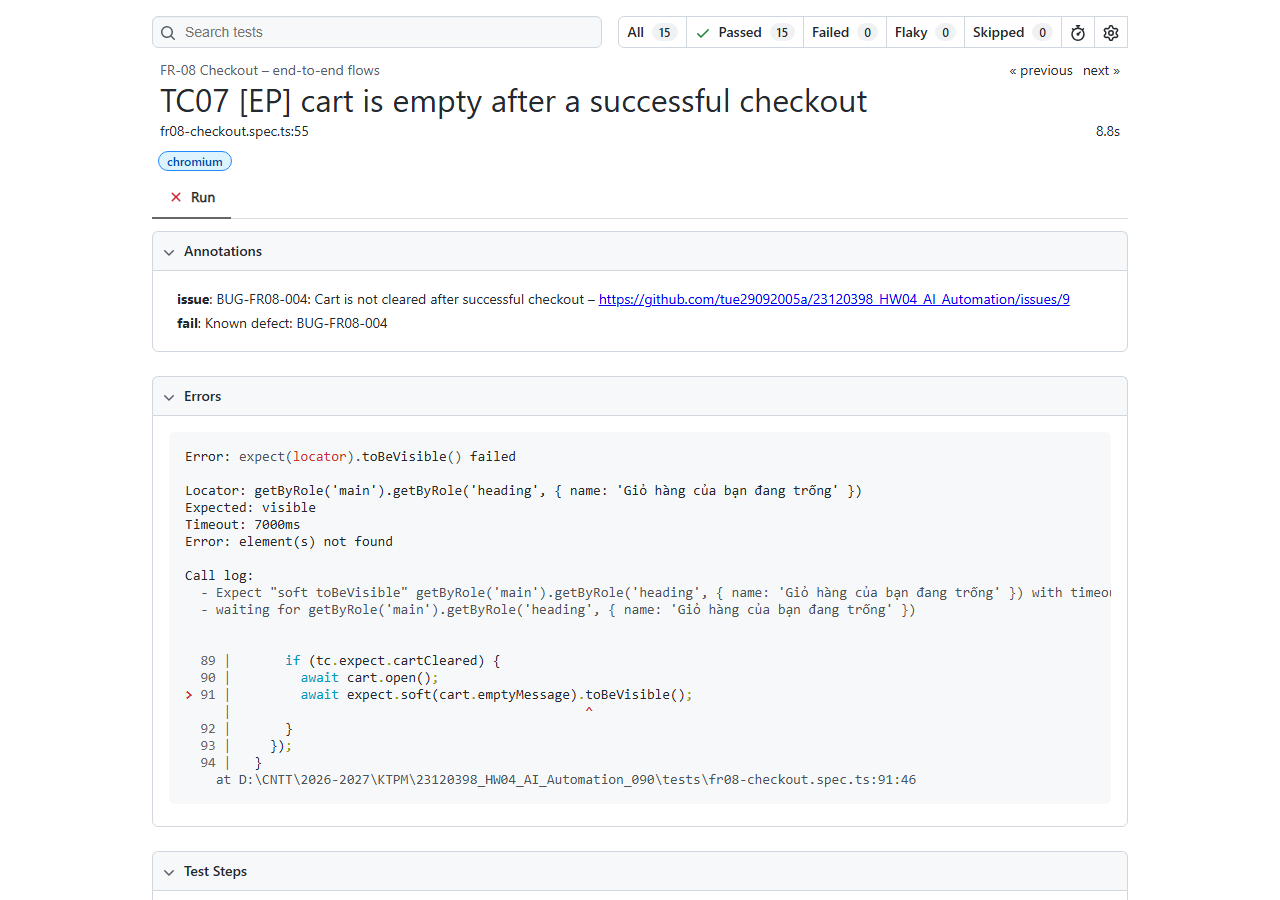 Search tests
All 15 Passed 15 Failed 0 Flaky 0 Skipped 0
FR-08 Checkout – end-to-end flows
« previous next »
TC07 [EP] cart is empty after a successful checkout
fr08-checkout.spec.ts:55
8.8s
chromium
Run
Annotations
issue: BUG-FR08-004: Cart is not cleared after successful checkout – https://github.com/tue29092005a/23120398_HW04_AI_Automation/issues/9
fail: Known defect: BUG-FR08-004
Errors
Error: expect(locator).toBeVisible() failed
Locator: getByRole('main').getByRole('heading', { name: 'Giỏ hàng của bạn đang trống' })
Expected: visible
Timeout: 7000ms
Error: element(s) not found
Call log:
- Expect "soft toBeVisible" getByRole('main').getByRole('heading', { name: 'Giỏ hàng của bạn đang trống' }) with timeou
- waiting for getByRole('main').getByRole('heading', { name: 'Giỏ hàng của bạn đang trống' })
89 | if (tc.expect.cartCleared) {
90 | await cart.open();
> 91 | await expect.soft(cart.emptyMessage).toBeVisible();
| ^
92 | }
93 | });
94 | }
at D:\CNTT\2026-2027\KTPM\23120398_HW04_AI_Automation_090\tests\fr08-checkout.spec.ts:91:46
Test Steps